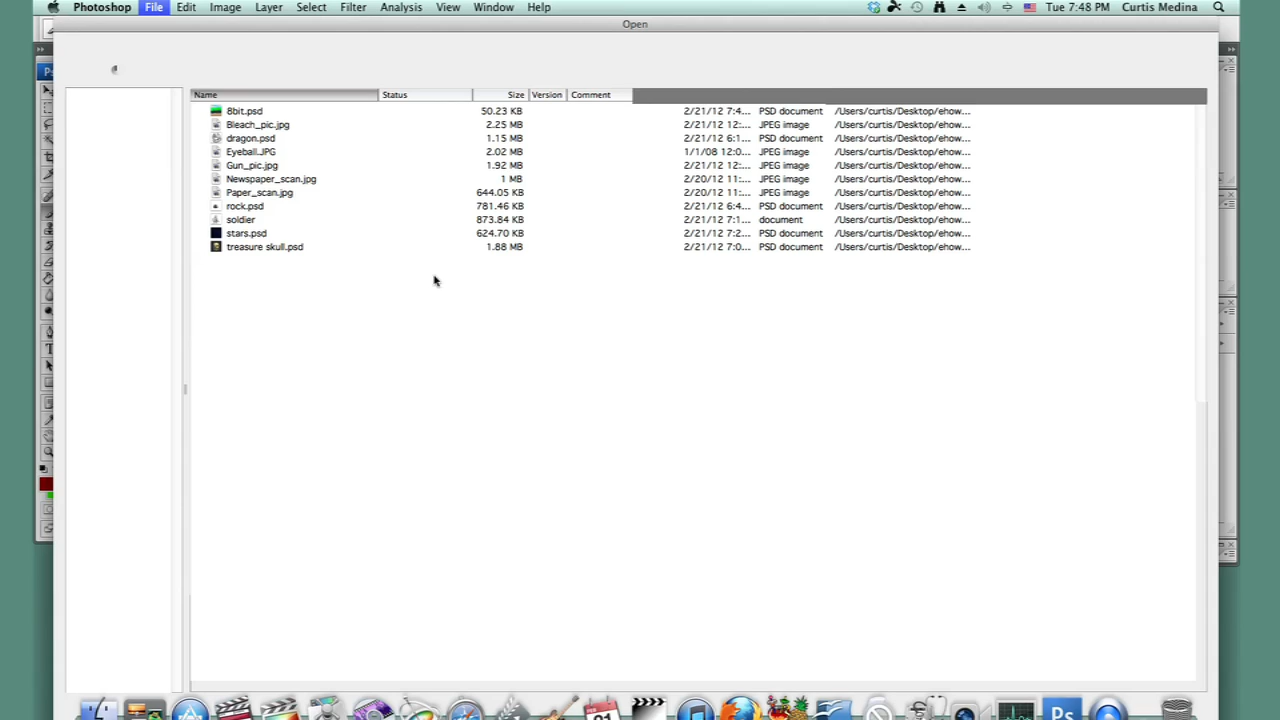 Photoshop File Edit Image Layer Select Filter Analysis View Window Help Tue 7:48 PM Curtis Medina
Open
Ps
Name Status Size Version Comment
8bit.psd 50.23 KB 2/21/12 7:4... PSD document /Users/curtis/Desktop/ehow...
Bleach_pic.jpg 2.25 MB 2/21/12 12:... JPEG image /Users/curtis/Desktop/ehow...
dragon.psd 1.15 MB 2/21/12 6:1... PSD document /Users/curtis/Desktop/ehow...
Eyeball.JPG 2.02 MB 1/1/08 12:0... JPEG image /Users/curtis/Desktop/ehow...
Gun_pic.jpg 1.92 MB 2/21/12 12:... JPEG image /Users/curtis/Desktop/ehow...
Newspaper_scan.jpg 1 MB 2/20/12 11:... JPEG image /Users/curtis/Desktop/ehow...
Paper_scan.jpg 644.05 KB 2/20/12 11:... JPEG image /Users/curtis/Desktop/ehow...
rock.psd 781.46 KB 2/21/12 6:4... PSD document /Users/curtis/Desktop/ehow...
soldier 873.84 KB 2/21/12 7:1... document /Users/curtis/Desktop/ehow...
stars.psd 624.70 KB 2/21/12 7:2... PSD document /Users/curtis/Desktop/ehow...
treasure skull.psd 1.88 MB 2/21/12 7:0... PSD document /Users/curtis/Desktop/ehow...
T
Ps